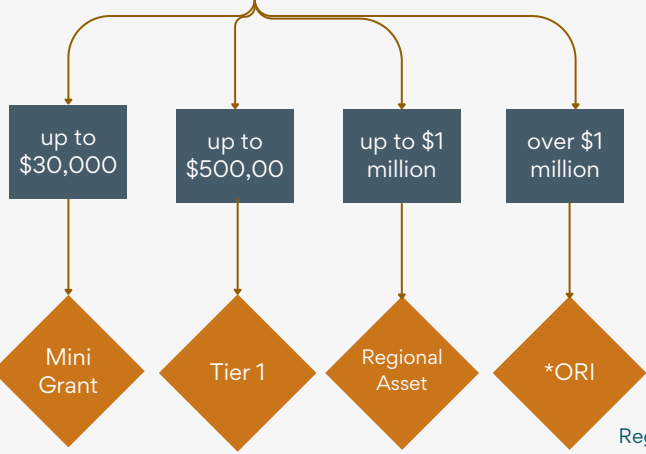 up to
$30,000
up to
$500,00
up to $1
million
over $1
million
Mini
Grant
Tier 1
Regional
Asset
*ORI
Reg